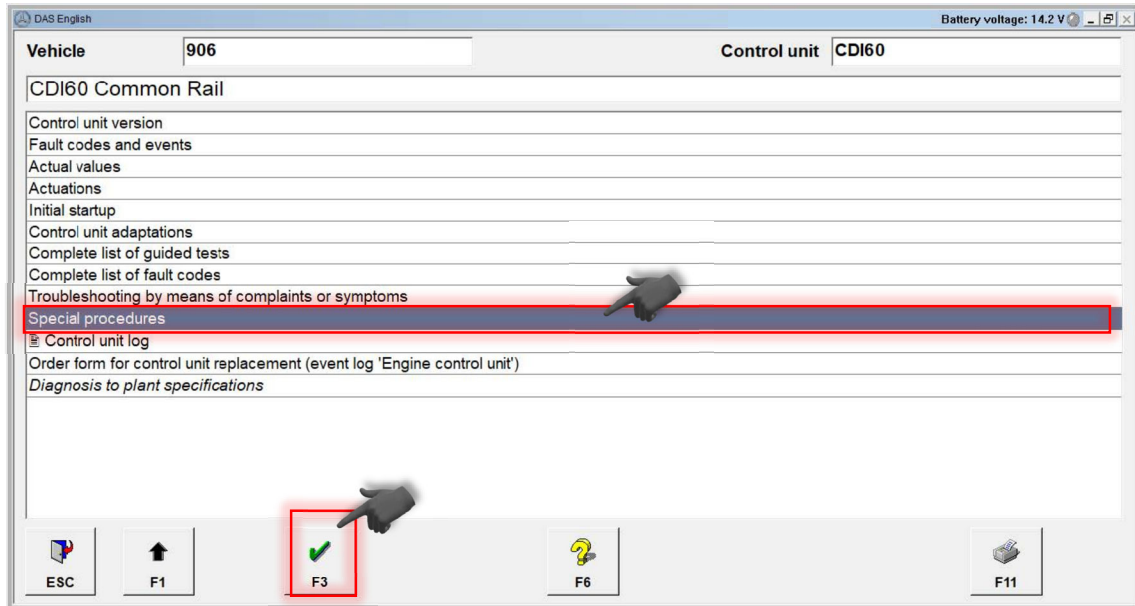 DAS English Battery voltage: 14.2 V
Vehicle 906 Control unit CDI60
CDI60 Common Rail
Control unit version
Fault codes and events
Actual values
Actuations
Initial startup
Control unit adaptations
Complete list of guided tests
Complete list of fault codes
Troubleshooting by means of complaints or symptoms
Special procedures
Control unit log
Order form for control unit replacement (event log 'Engine control unit')
Diagnosis to plant specifications
ESC F1 F3 F6 F11